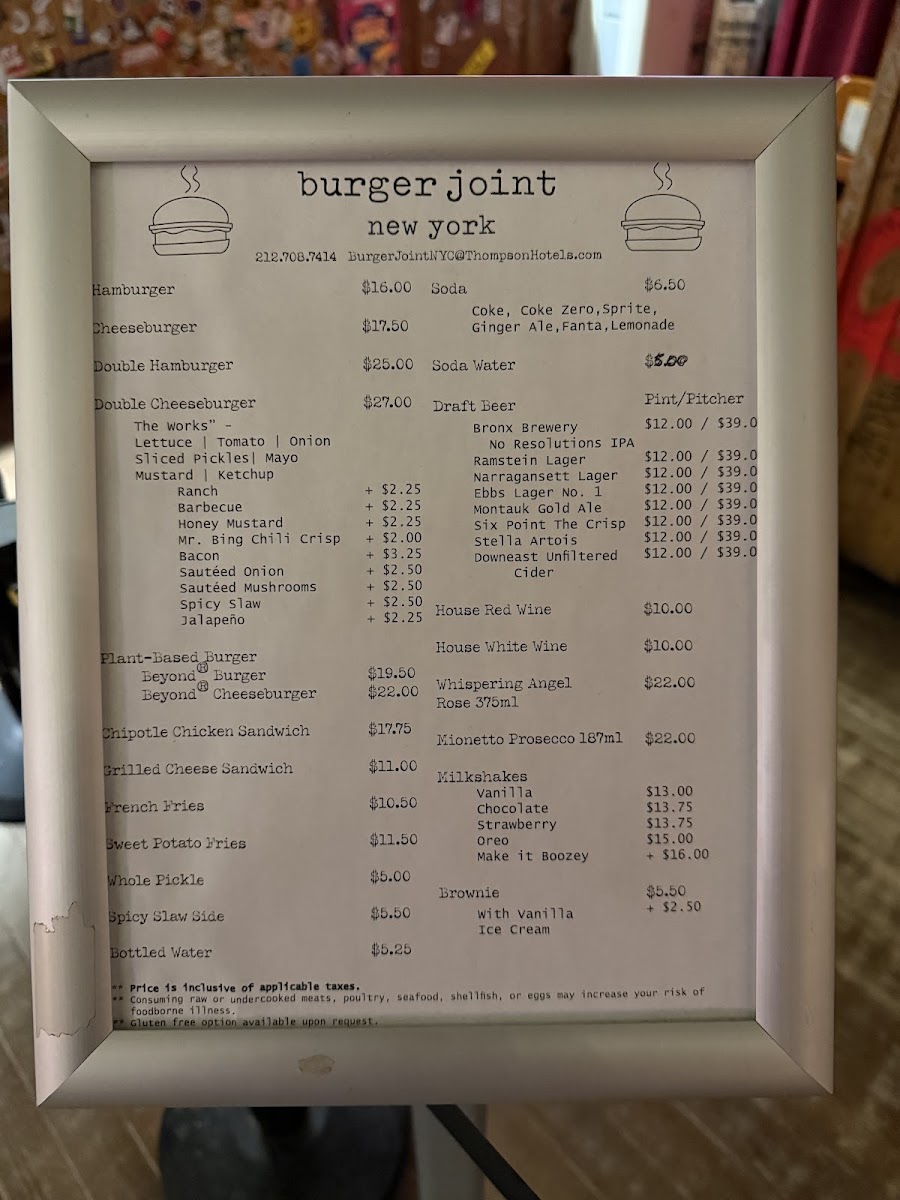 burger joint
new york
212.708.7414 BurgerJointNYC@ThompsonHotels.com
Hamburger $16.00
Cheeseburger $17.50
Double Hamburger $25.00
Double Cheeseburger $27.00
The Works" -
Lettuce | Tomato | Onion
Sliced Pickles| Mayo
Mustard | Ketchup
Ranch + $2.25
Barbecue + $2.25
Honey Mustard + $2.25
Mr. Bing Chili Crisp + $2.00
Bacon + $3.25
Sautéed Onion + $2.50
Sautéed Mushrooms + $2.50
Spicy Slaw + $2.50
Jalapeño + $2.25
Plant-Based Burger
Beyond® Burger $19.50
Beyond® Cheeseburger $22.00
Chipotle Chicken Sandwich $17.75
Grilled Cheese Sandwich $11.00
French Fries $10.50
Sweet Potato Fries $11.50
Whole Pickle $5.00
Spicy Slaw Side $5.50
Bottled Water $5.25
Soda $6.50
Coke, Coke Zero,Sprite,
Ginger Ale,Fanta,Lemonade
Soda Water
Draft Beer Pint/Pitcher
Bronx Brewery $12.00 / $39.0
No Resolutions IPA
Ramstein Lager $12.00 / $39.0
Narragansett Lager $12.00 / $39.0
Ebbs Lager No. 1 $12.00 / $39.0
Montauk Gold Ale $12.00 / $39.0
Six Point The Crisp $12.00 / $39.0
Stella Artois $12.00 / $39.0
Downeast Unfiltered $12.00 / $39.0
Cider
House Red Wine $10.00
House White Wine $10.00
Whispering Angel $22.00
Rose 375ml
Mionetto Prosecco 187ml $22.00
Milkshakes
Vanilla $13.00
Chocolate $13.75
Strawberry $13.75
Oreo $15.00
Make it Boozey + $16.00
Brownie $5.50
With Vanilla + $2.50
Ice Cream
** Price is inclusive of applicable taxes.
** Consuming raw or undercooked meats, poultry, seafood, shellfish, or eggs may increase your risk of
foodborne illness.
** Gluten free option available upon request.